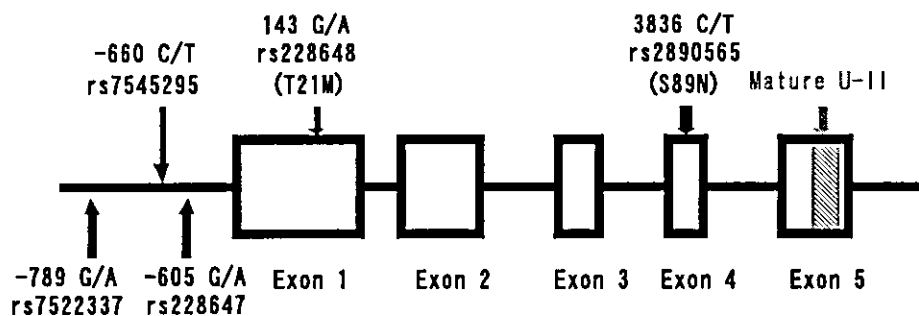 143 G/A
rs228648
(T21M)
3836 C/T
rs2890565
(S89N)
-660 C/T
rs7545295
Mature U-II
-789 G/A
rs7522337
-605 G/A
rs228647
Exon 1
Exon 2
Exon 3
Exon 4
Exon 5